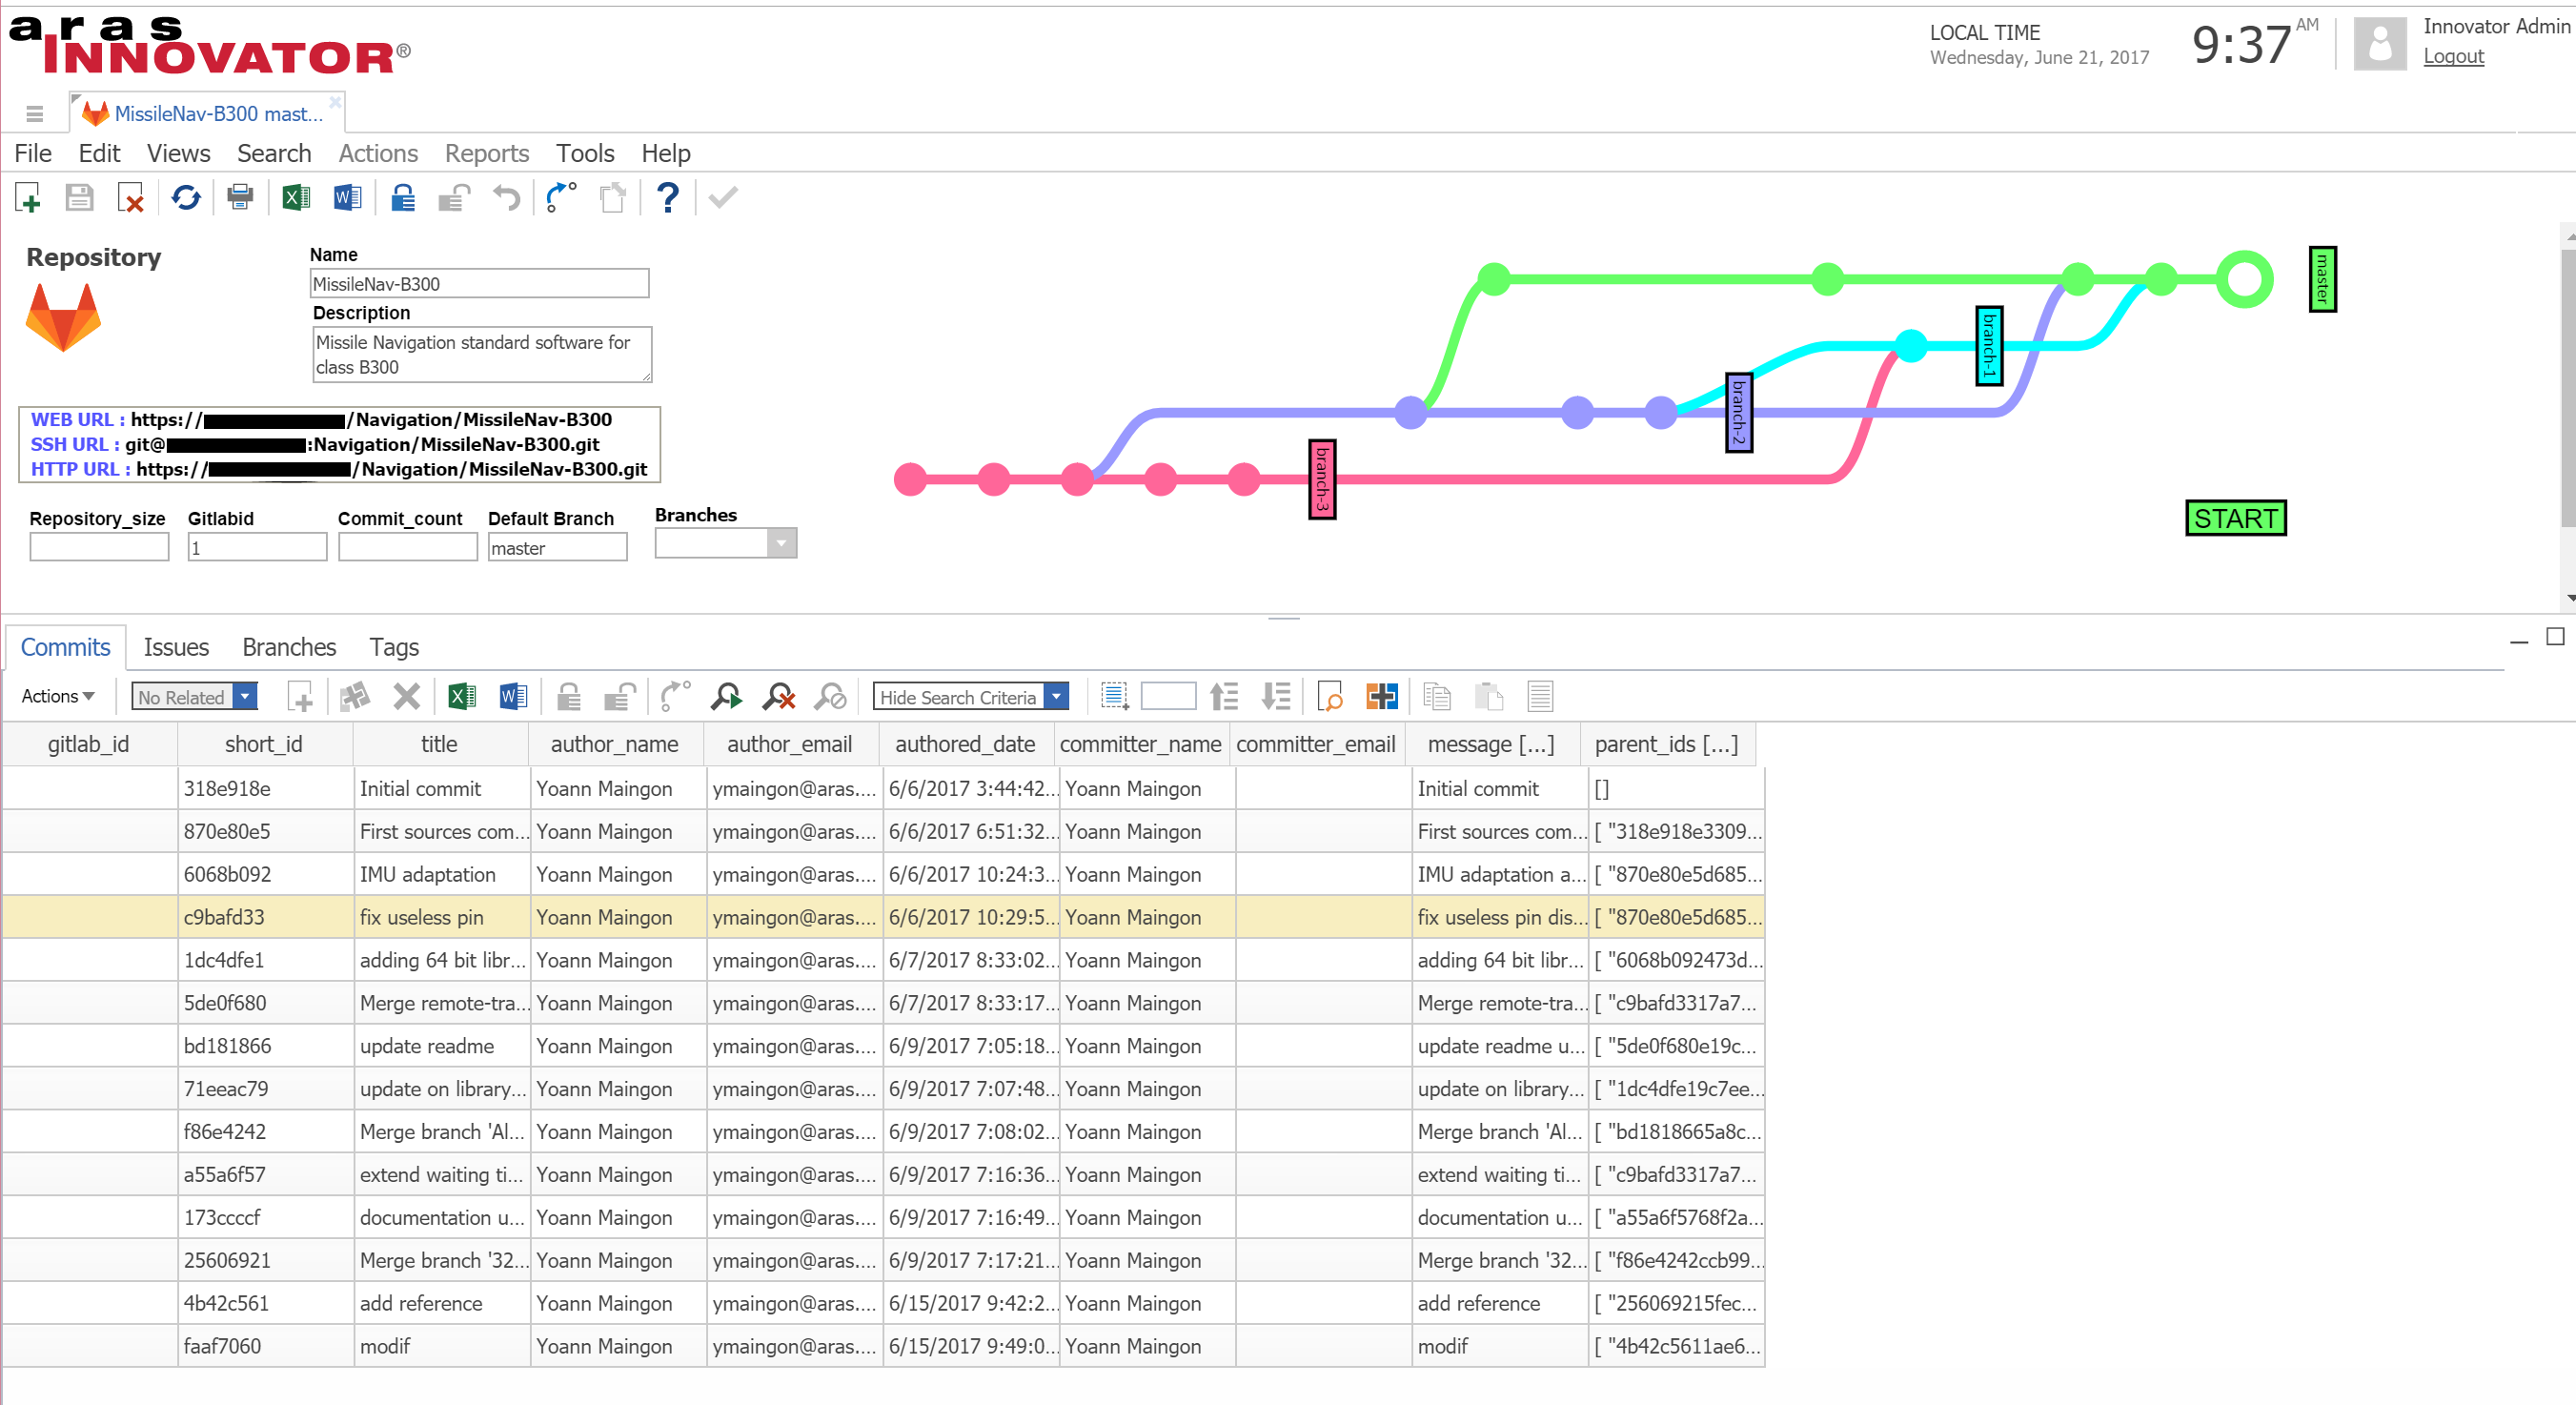 aras
INNOVATOR®
LOCAL TIME
Wednesday, June 21, 2017
9:37 AM
Innovator Admin
Logout
MissileNav-B300 mast...
File Edit Views Search Actions Reports Tools Help
Repository
Name
MissileNav-B300
Description
Missile Navigation standard software for
class B300
WEB URL : https:// /Navigation/MissileNav-B300
SSH URL : git@ :Navigation/MissileNav-B300.git
HTTP URL : https:// /Navigation/MissileNav-B300.git
Repository_size Gitlabid Commit_count Default Branch Branches
1 master
master
branch-1
branch-2
branch-3
START
Commits Issues Branches Tags
Actions No Related Hide Search Criteria
gitlab_id short_id title author_name author_email authored_date committer_name committer_email message [...] parent_ids [...]
318e918e Initial commit Yoann Maingon ymaingon@aras.... 6/6/2017 3:44:42... Yoann Maingon Initial commit []
870e80e5 First sources com... Yoann Maingon ymaingon@aras.... 6/6/2017 6:51:32... Yoann Maingon First sources com... [ "318e918e3309...
6068b092 IMU adaptation Yoann Maingon ymaingon@aras.... 6/6/2017 10:24:3... Yoann Maingon IMU adaptation a... [ "870e80e5d685...
c9bafd33 fix useless pin Yoann Maingon ymaingon@aras.... 6/6/2017 10:29:5... Yoann Maingon fix useless pin dis... [ "870e80e5d685...
1dc4dfe1 adding 64 bit libr... Yoann Maingon ymaingon@aras.... 6/7/2017 8:33:02... Yoann Maingon adding 64 bit libr... [ "6068b092473d...
5de0f680 Merge remote-tra... Yoann Maingon ymaingon@aras.... 6/7/2017 8:33:17... Yoann Maingon Merge remote-tra... [ "c9bafd3317a7...
bd181866 update readme Yoann Maingon ymaingon@aras.... 6/9/2017 7:05:18... Yoann Maingon update readme u... [ "5de0f680e19c...
71eeac79 update on library... Yoann Maingon ymaingon@aras.... 6/9/2017 7:07:48... Yoann Maingon update on library... [ "1dc4dfe19c7ee...
f86e4242 Merge branch 'Al... Yoann Maingon ymaingon@aras.... 6/9/2017 7:08:02... Yoann Maingon Merge branch 'Al... [ "bd1818665a8c...
a55a6f57 extend waiting ti... Yoann Maingon ymaingon@aras.... 6/9/2017 7:16:36... Yoann Maingon extend waiting ti... [ "c9bafd3317a7...
173ccccf documentation u... Yoann Maingon ymaingon@aras.... 6/9/2017 7:16:49... Yoann Maingon documentation u... [ "a55a6f5768f2a...
25606921 Merge branch '32... Yoann Maingon ymaingon@aras.... 6/9/2017 7:17:21... Yoann Maingon Merge branch '32... [ "f86e4242ccb99...
4b42c561 add reference Yoann Maingon ymaingon@aras.... 6/15/2017 9:42:2... Yoann Maingon add reference [ "256069215fec...
faaf7060 modif Yoann Maingon ymaingon@aras.... 6/15/2017 9:49:0... Yoann Maingon modif [ "4b42c5611ae6...